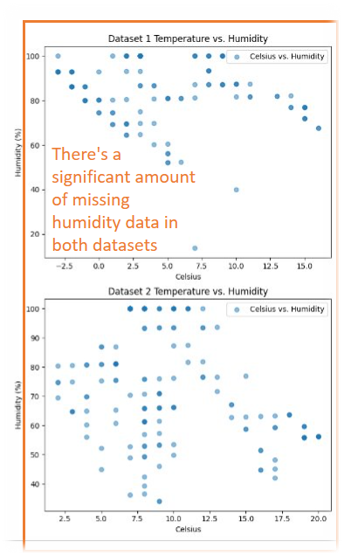 Dataset 1 Temperature vs. Humidity
100
80
60
40
20
Humidity (%)
Celsius vs. Humidity
There's a
significant amount
of missing
humidity data in
both datasets
−2.5 0.0 2.5 5.0 7.5 10.0 12.5 15.0
Celsius
Dataset 2 Temperature vs. Humidity
100
90
80
70
60
50
40
Humidity (%)
Celsius vs. Humidity
2.5 5.0 7.5 10.0 12.5 15.0 17.5 20.0
Celsius